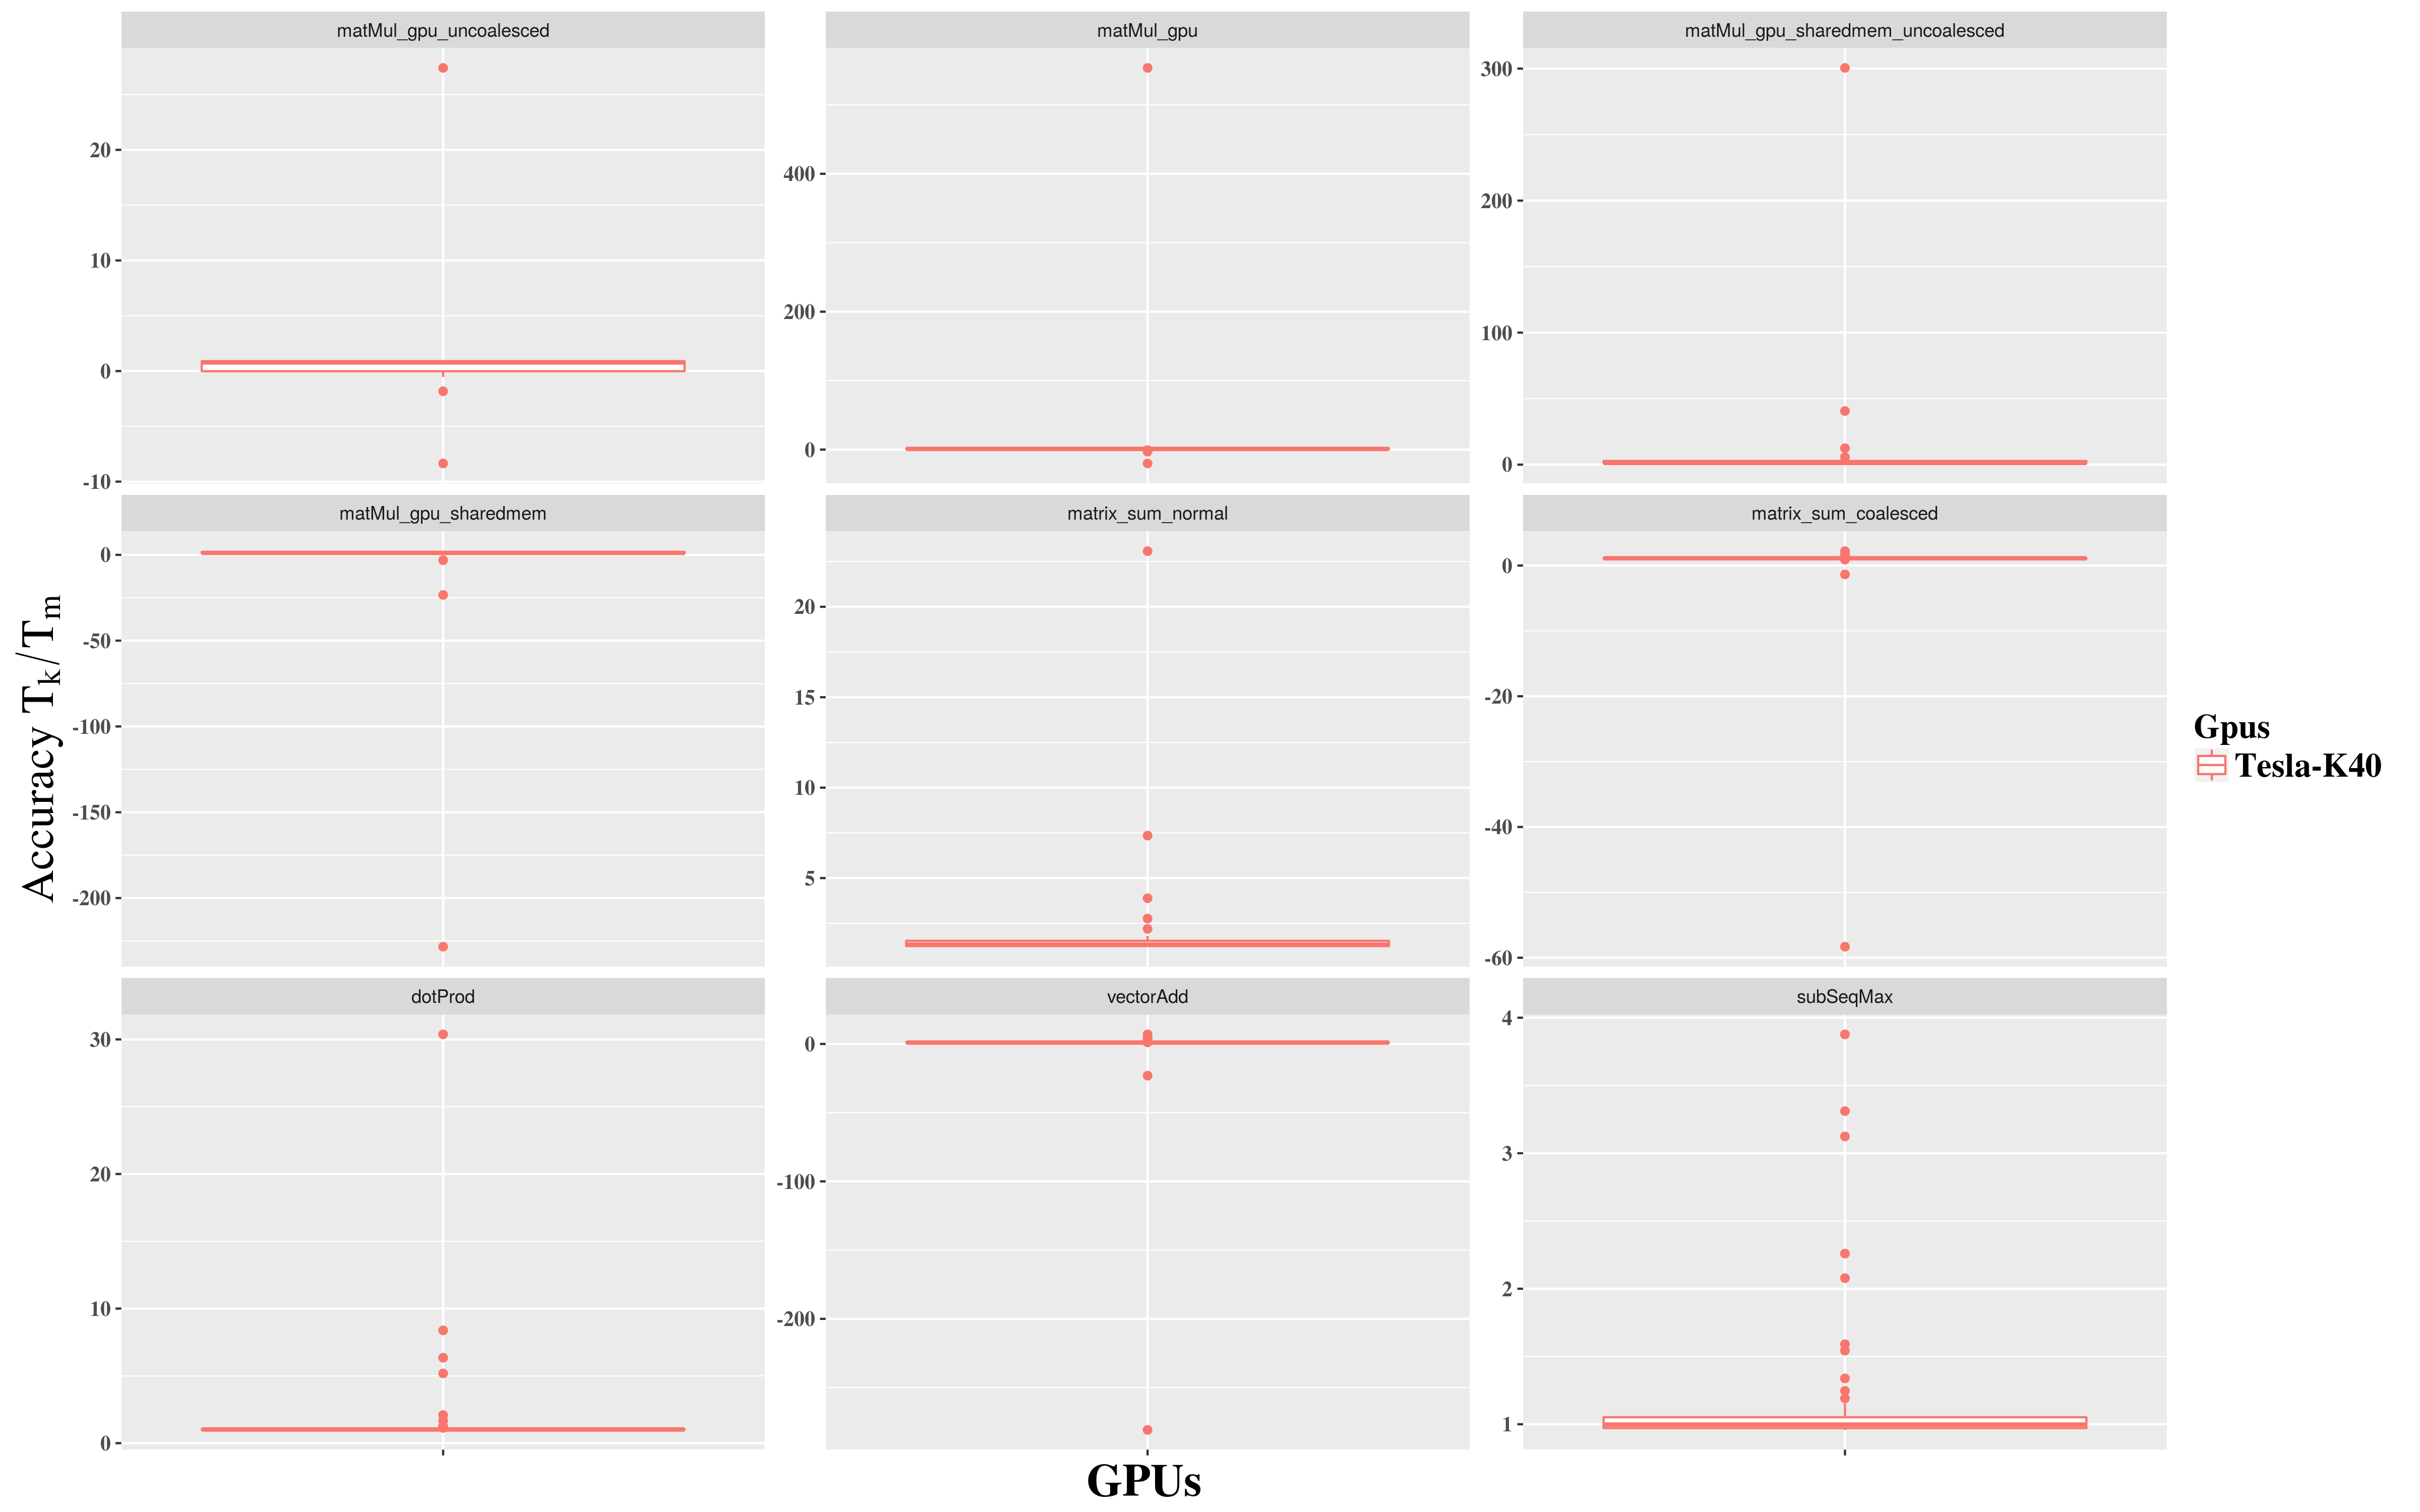 matMul_gpu_uncoalesced
matMul_gpu
matMul_gpu_sharedmem_uncoalesced
20
10
0
-10
400
200
0
300
200
100
0
matMul_gpu_sharedmem
matrix_sum_normal
matrix_sum_coalesced
0
-50
-100
-150
-200
20
15
10
5
0
-20
-40
-60
dotProd
vectorAdd
subSeqMax
30
20
10
0
0
-100
-200
4
3
2
1
Accuracy Tk/Tm
GPUs
Gpus
Tesla-K40